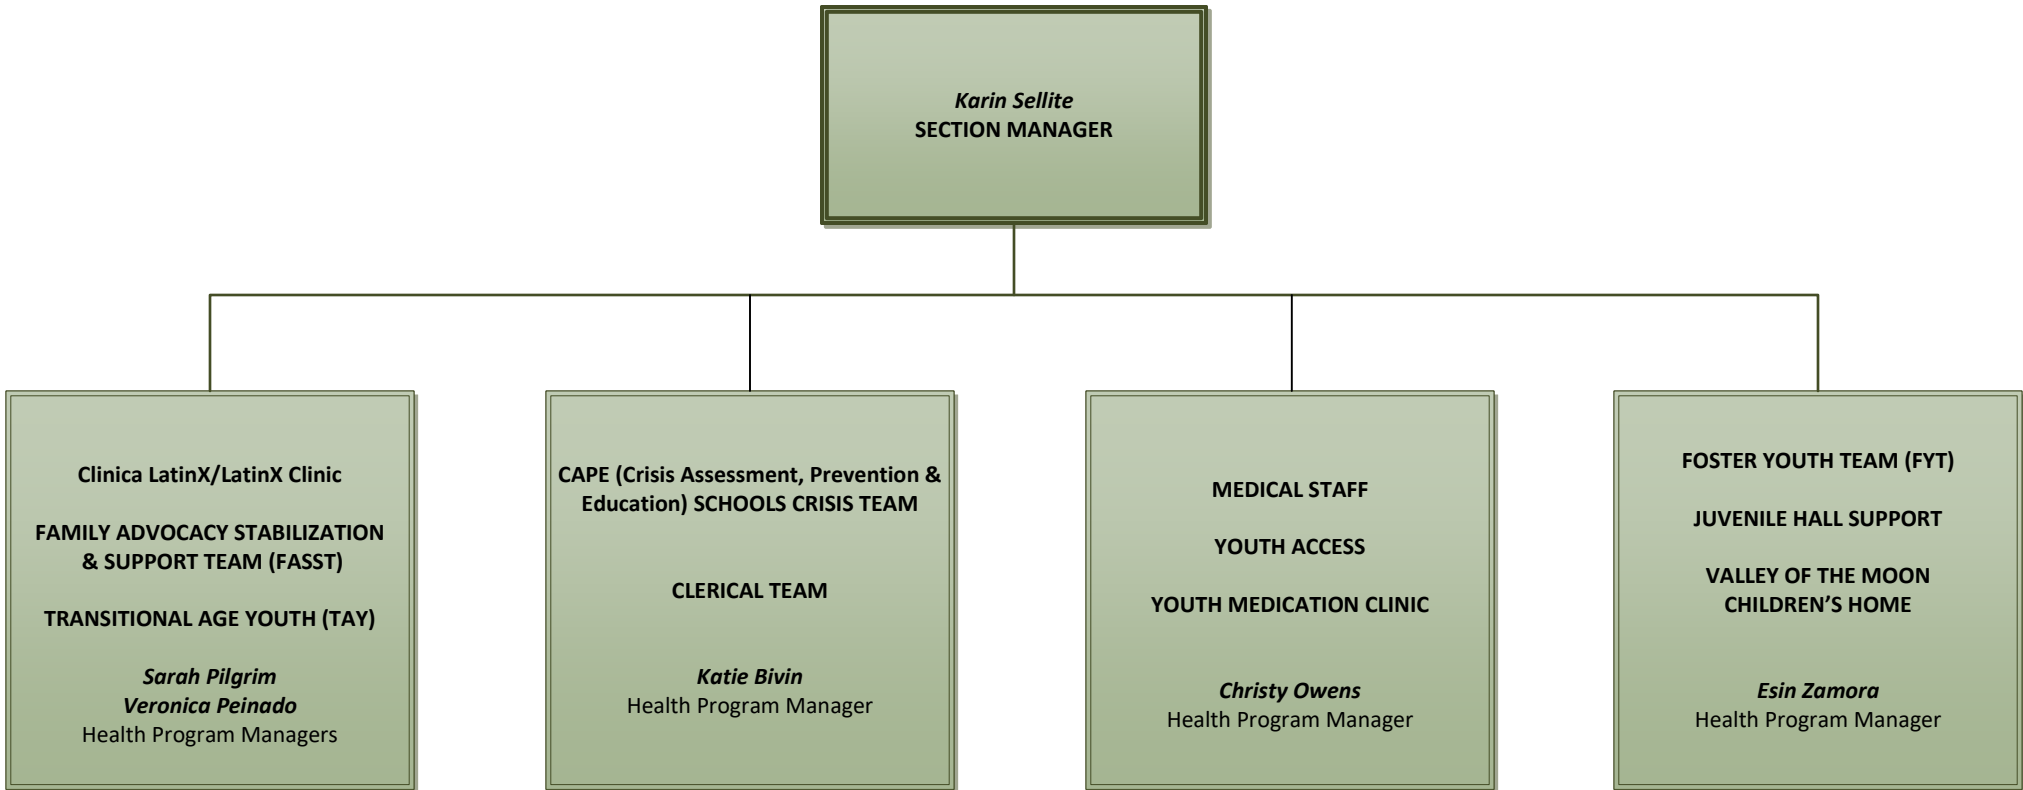 Karin Sellite
SECTION MANAGER
Clinica LatinX/LatinX Clinic
FAMILY ADVOCACY STABILIZATION
& SUPPORT TEAM (FASST)
TRANSITIONAL AGE YOUTH (TAY)
Sarah Pilgrim
Veronica Peinado
Health Program Managers
CAPE (Crisis Assessment, Prevention &
Education) SCHOOLS CRISIS TEAM
CLERICAL TEAM
Katie Bivin
Health Program Manager
MEDICAL STAFF
YOUTH ACCESS
YOUTH MEDICATION CLINIC
Christy Owens
Health Program Manager
FOSTER YOUTH TEAM (FYT)
JUVENILE HALL SUPPORT
VALLEY OF THE MOON
CHILDREN’S HOME
Esin Zamora
Health Program Manager